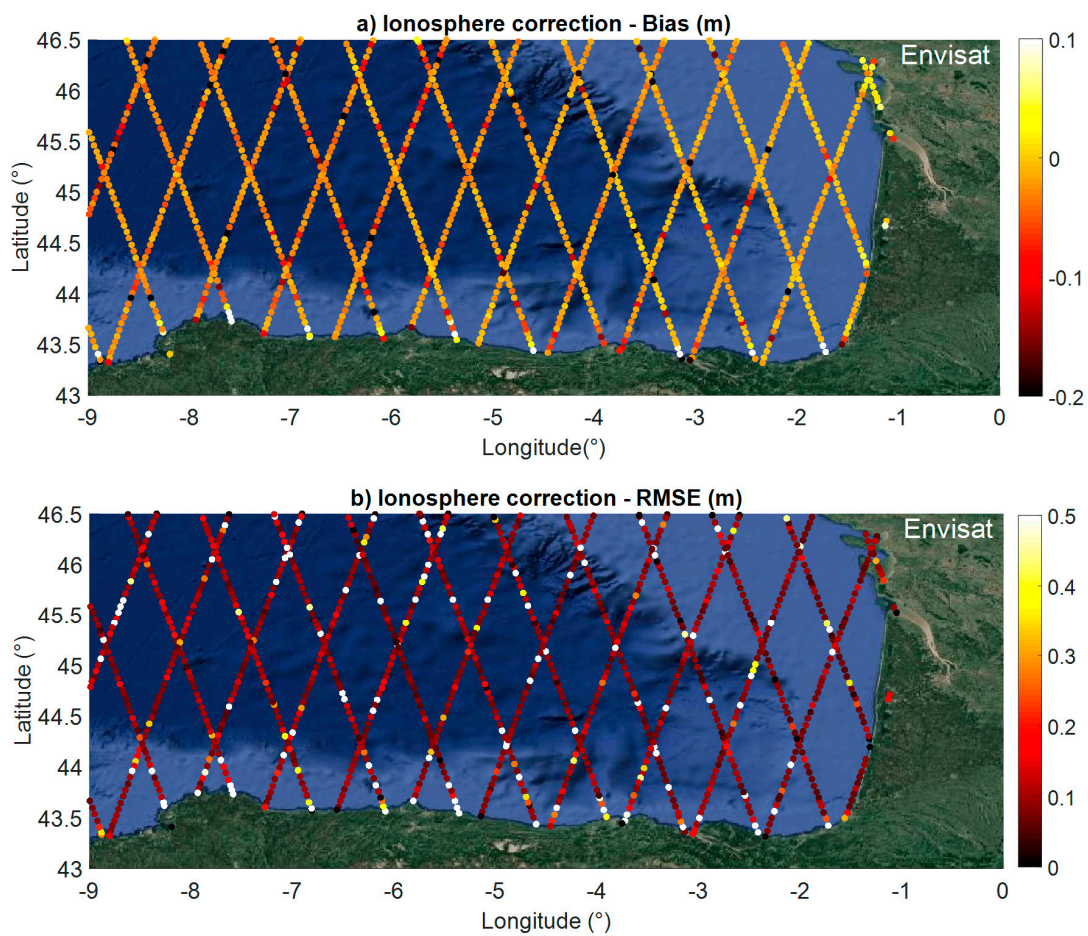 a) Ionosphere correction - Bias (m)
Envisat
46.5
46
45.5
45
44.5
44
43.5
43
Latitude (°)
-9 -8 -7 -6 -5 -4 -3 -2 -1 0
Longitude(°)
0.1
0
-0.1
-0.2
b) Ionosphere correction - RMSE (m)
Envisat
46.5
46
45.5
45
44.5
44
43.5
43
Latitude (°)
-9 -8 -7 -6 -5 -4 -3 -2 -1 0
Longitude (°)
0.5
0.4
0.3
0.2
0.1
0